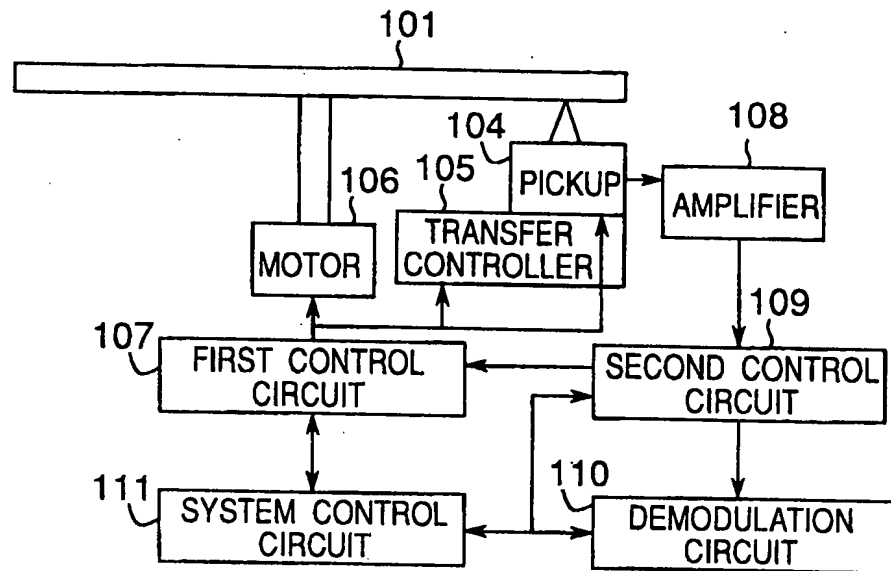 101
104
108
105
PICKUP
106
AMPLIFIER
TRANSFER
CONTROLLER
MOTOR
107
109
FIRST CONTROL
CIRCUIT
SECOND CONTROL
CIRCUIT
111
110
SYSTEM CONTROL
CIRCUIT
DEMODULATION
CIRCUIT